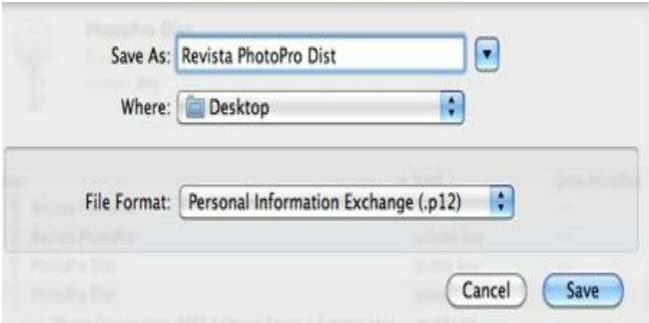 Save As: Revista PhotoPro Dist
Where: Desktop
File Format: Personal Information Exchange (.p12)
Cancel Save